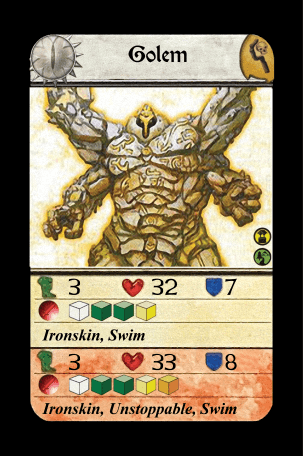 Golem
3 32 7
Ironskin, Swim
3 33 8
Ironskin, Unstoppable, Swim